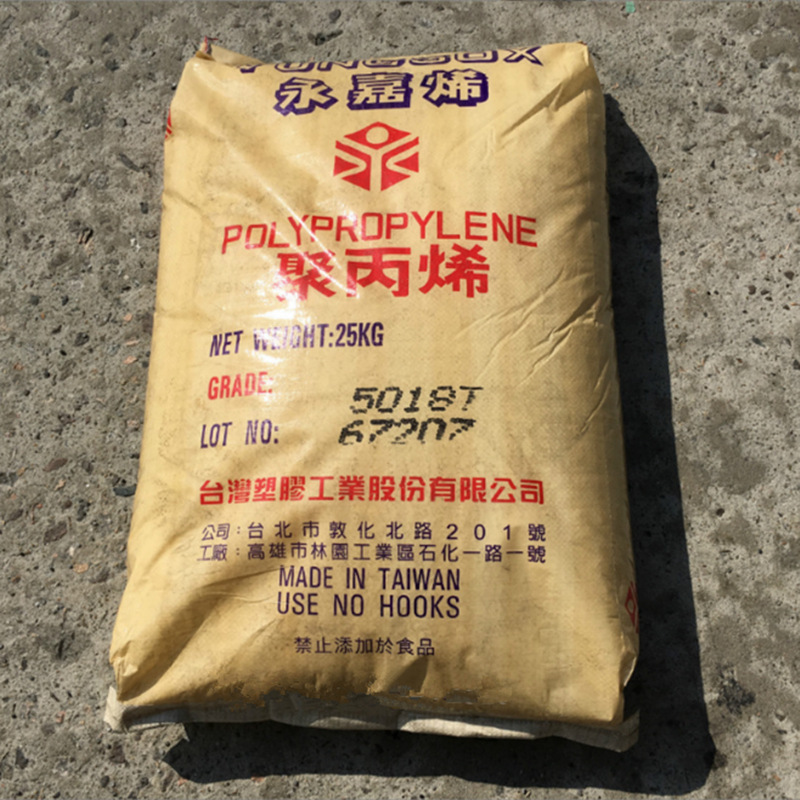 YUNGSOX
永嘉烯
POLYPROPYLENE
聚丙烯
NET WEIGHT:25KG
GRADE: 5018T
LOT NO: 67207
台灣塑膠工業股份有限公司
公司：台北市敦化北路201號
工廠：高雄市林園工業區石化一路一號
MADE IN TAIWAN
USE NO HOOKS
禁止添加於食品